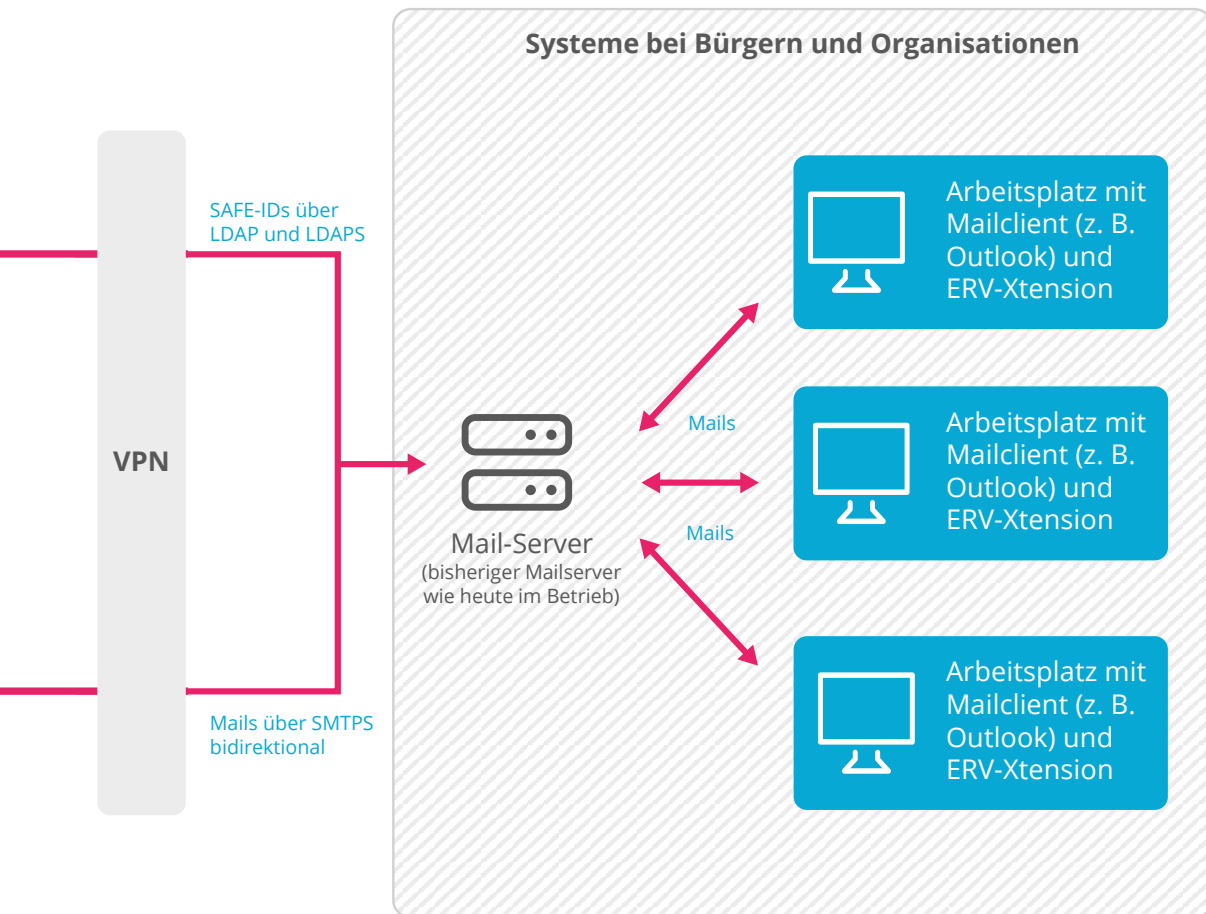 Systeme bei Bürgern und Organisationen
SAFE-IDs über
LDAP und LDAPS
VPN
Mails über SMTPS
bidirektional
Mail-Server
(bisheriger Mailserver
wie heute im Betrieb)
Mails
Mails
Arbeitsplatz mit
Mailclient (z. B.
Outlook) und
ERV-Xtension
Arbeitsplatz mit
Mailclient (z. B.
Outlook) und
ERV-Xtension
Arbeitsplatz mit
Mailclient (z. B.
Outlook) und
ERV-Xtension